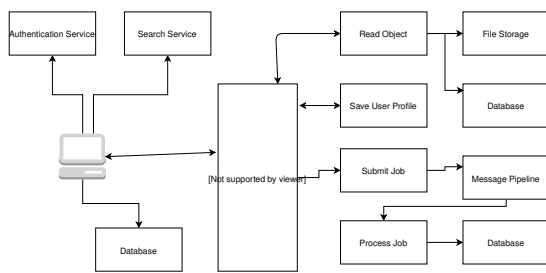 Authentication Service
Search Service
Read Object
File Storage
Save User Profile
Database
[Not supported by viewer]
Submit Job
Message Pipeline
Database
Process Job
Database